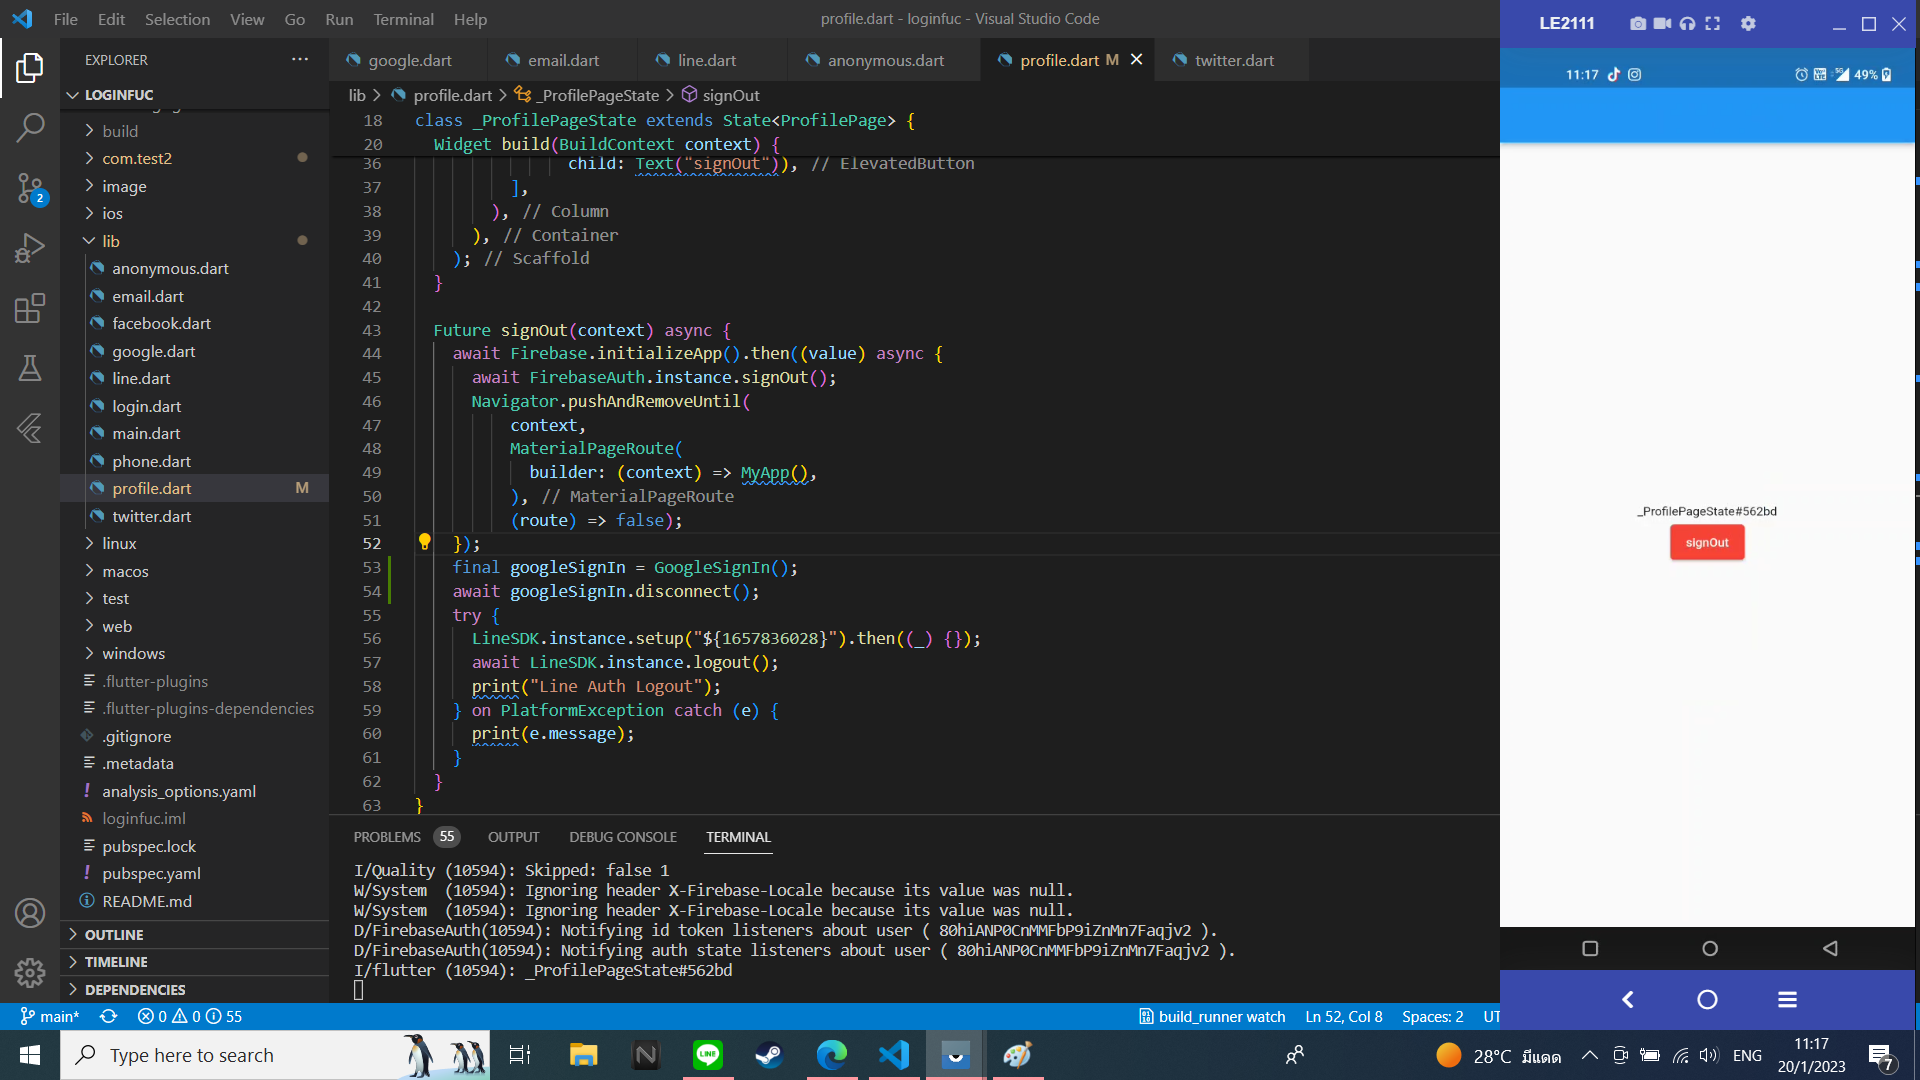 File Edit Selection View Go Run Terminal Help
profile.dart - loginfuc - Visual Studio Code
EXPLORER
LOGINFUC
build
com.test2
image
ios
lib
anonymous.dart
email.dart
facebook.dart
google.dart
line.dart
login.dart
main.dart
phone.dart
profile.dart M
twitter.dart
linux
macos
test
web
windows
.flutter-plugins
.flutter-plugins-dependencies
.gitignore
.metadata
analysis_options.yaml
loginfuc.iml
pubspec.lock
pubspec.yaml
README.md
OUTLINE
TIMELINE
DEPENDENCIES
2
google.dart email.dart line.dart anonymous.dart profile.dart M twitter.dart
lib > profile.dart > _ProfilePageState > signOut
18 class _ProfilePageState extends State<ProfilePage> {
20 Widget build(BuildContext context) {
36 child: Text("signOut")), // ElevatedButton
37 ],
38 ), // Column
39 ), // Container
40 ); // Scaffold
41 }
42
43 Future signOut(context) async {
44 await Firebase.initializeApp().then((value) async {
45 await FirebaseAuth.instance.signOut();
46 Navigator.pushAndRemoveUntil(
47 context,
48 MaterialPageRoute(
49 builder: (context) => MyApp(),
50 ), // MaterialPageRoute
51 (route) => false);
52 });
53 final googleSignIn = GoogleSignIn();
54 await googleSignIn.disconnect();
55 try {
56 LineSDK.instance.setup("${1657836028}").then((_) {});
57 await LineSDK.instance.logout();
58 print("Line Auth Logout");
59 } on PlatformException catch (e) {
60 print(e.message);
61 }
62 }
63 }
PROBLEMS 55 OUTPUT DEBUG CONSOLE TERMINAL
I/Quality (10594): Skipped: false 1
W/System  (10594): Ignoring header X-Firebase-Locale because its value was null.
W/System  (10594): Ignoring header X-Firebase-Locale because its value was null.
D/FirebaseAuth(10594): Notifying id token listeners about user ( 80hiANP0CnMMFbP9iZnMn7Faqjv2 ).
D/FirebaseAuth(10594): Notifying auth state listeners about user ( 80hiANP0CnMMFbP9iZnMn7Faqjv2 ).
I/flutter (10594): _ProfilePageState#562bd
LE2111
11:17 49%
_ProfilePageState#562bd
signOut
main* 0 0 55 build_runner watch Ln 52, Col 8 Spaces: 2 UT
Type here to search
28°C มีแดด ENG
11:17
20/1/2023
7